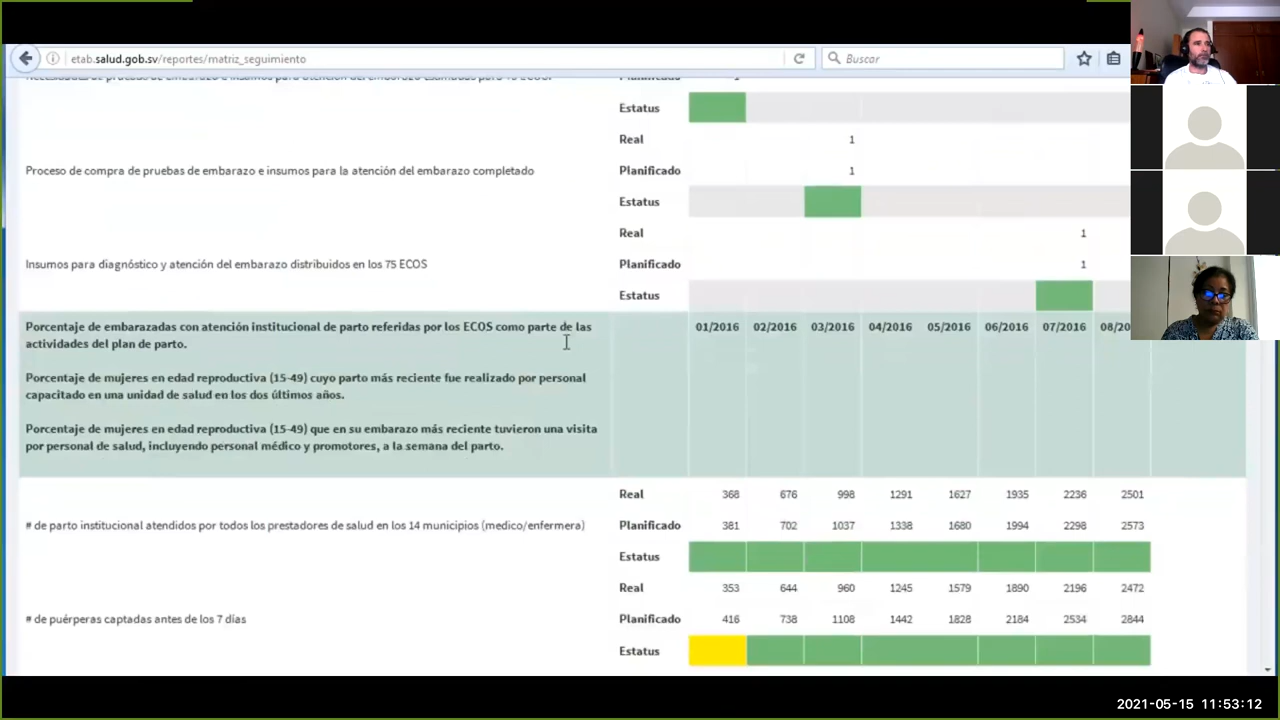 etab.salud.gob.sv/reportes/matriz_seguimiento
Buscar
Planificado 1
Estatus
Real 1
Proceso de compra de pruebas de embarazo e insumos para la atención del embarazo completado
Planificado 1
Estatus
Real 1
Insumos para diagnóstico y atención del embarazo distribuidos en los 75 ECOS
Planificado 1
Estatus
Porcentaje de embarazadas con atención institucional de parto referidas por los ECOS como parte de las
actividades del plan de parto.
01/2016 02/2016 03/2016 04/2016 05/2016 06/2016 07/2016 08/20
Porcentaje de mujeres en edad reproductiva (15-49) cuyo parto más reciente fue realizado por personal
capacitado en una unidad de salud en los dos últimos años.
Porcentaje de mujeres en edad reproductiva (15-49) que en su embarazo más reciente tuvieron una visita
por personal de salud, incluyendo personal médico y promotores, a la semana del parto.
Real 368 676 998 1291 1627 1935 2236 2501
# de parto institucional atendidos por todos los prestadores de salud en los 14 municipios (medico/enfermera)
Planificado 381 702 1037 1338 1680 1994 2298 2573
Estatus
Real 353 644 960 1245 1579 1890 2196 2472
# de puérperas captadas antes de los 7 días
Planificado 416 738 1108 1442 1828 2184 2534 2844
Estatus
2021-05-15 11:53:12